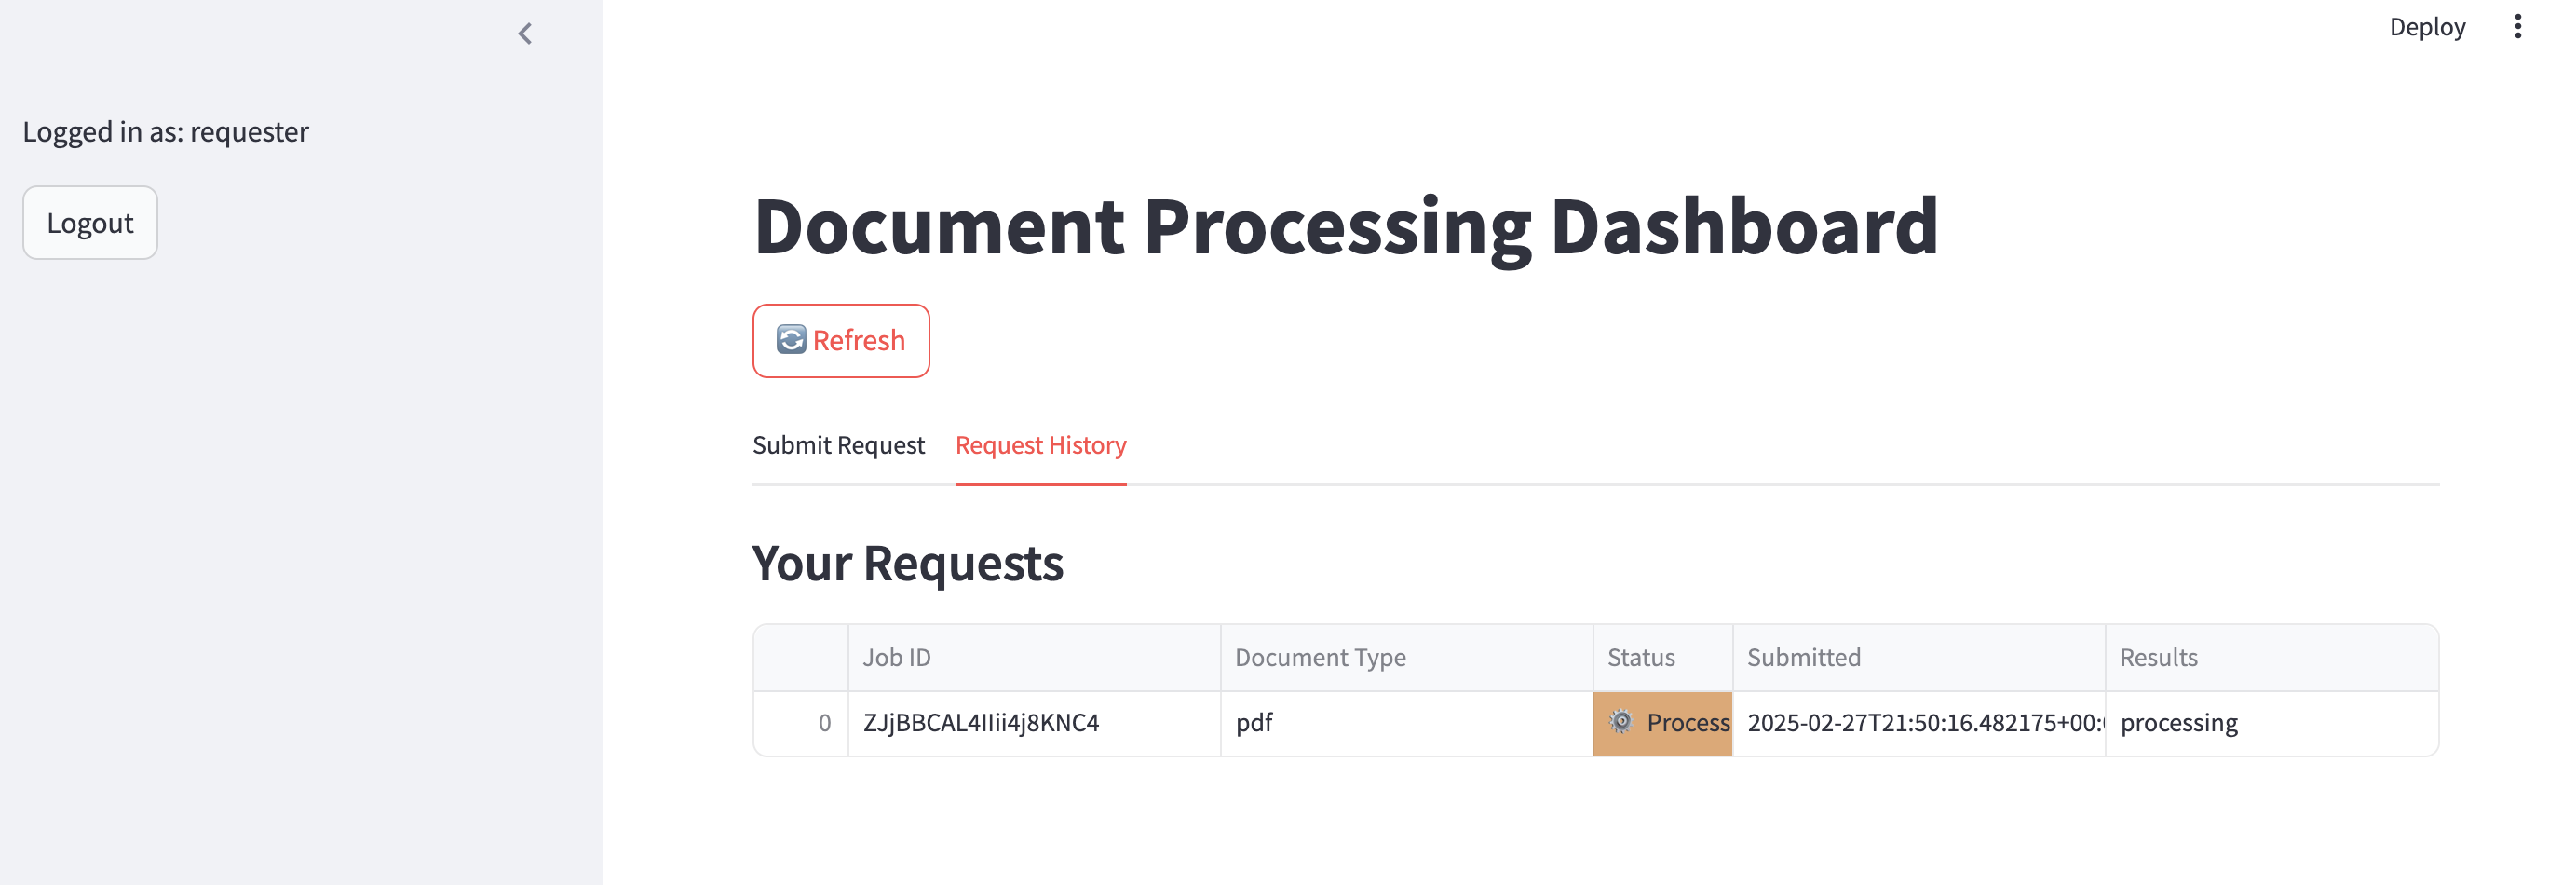 Deploy
Logged in as: requester
Logout
Document Processing Dashboard
Refresh
Submit Request Request History
Your Requests
Job ID Document Type Status Submitted Results
0 ZJjBBCAL4IIii4j8KNC4 pdf Process 2025-02-27T21:50:16.482175+00: processing